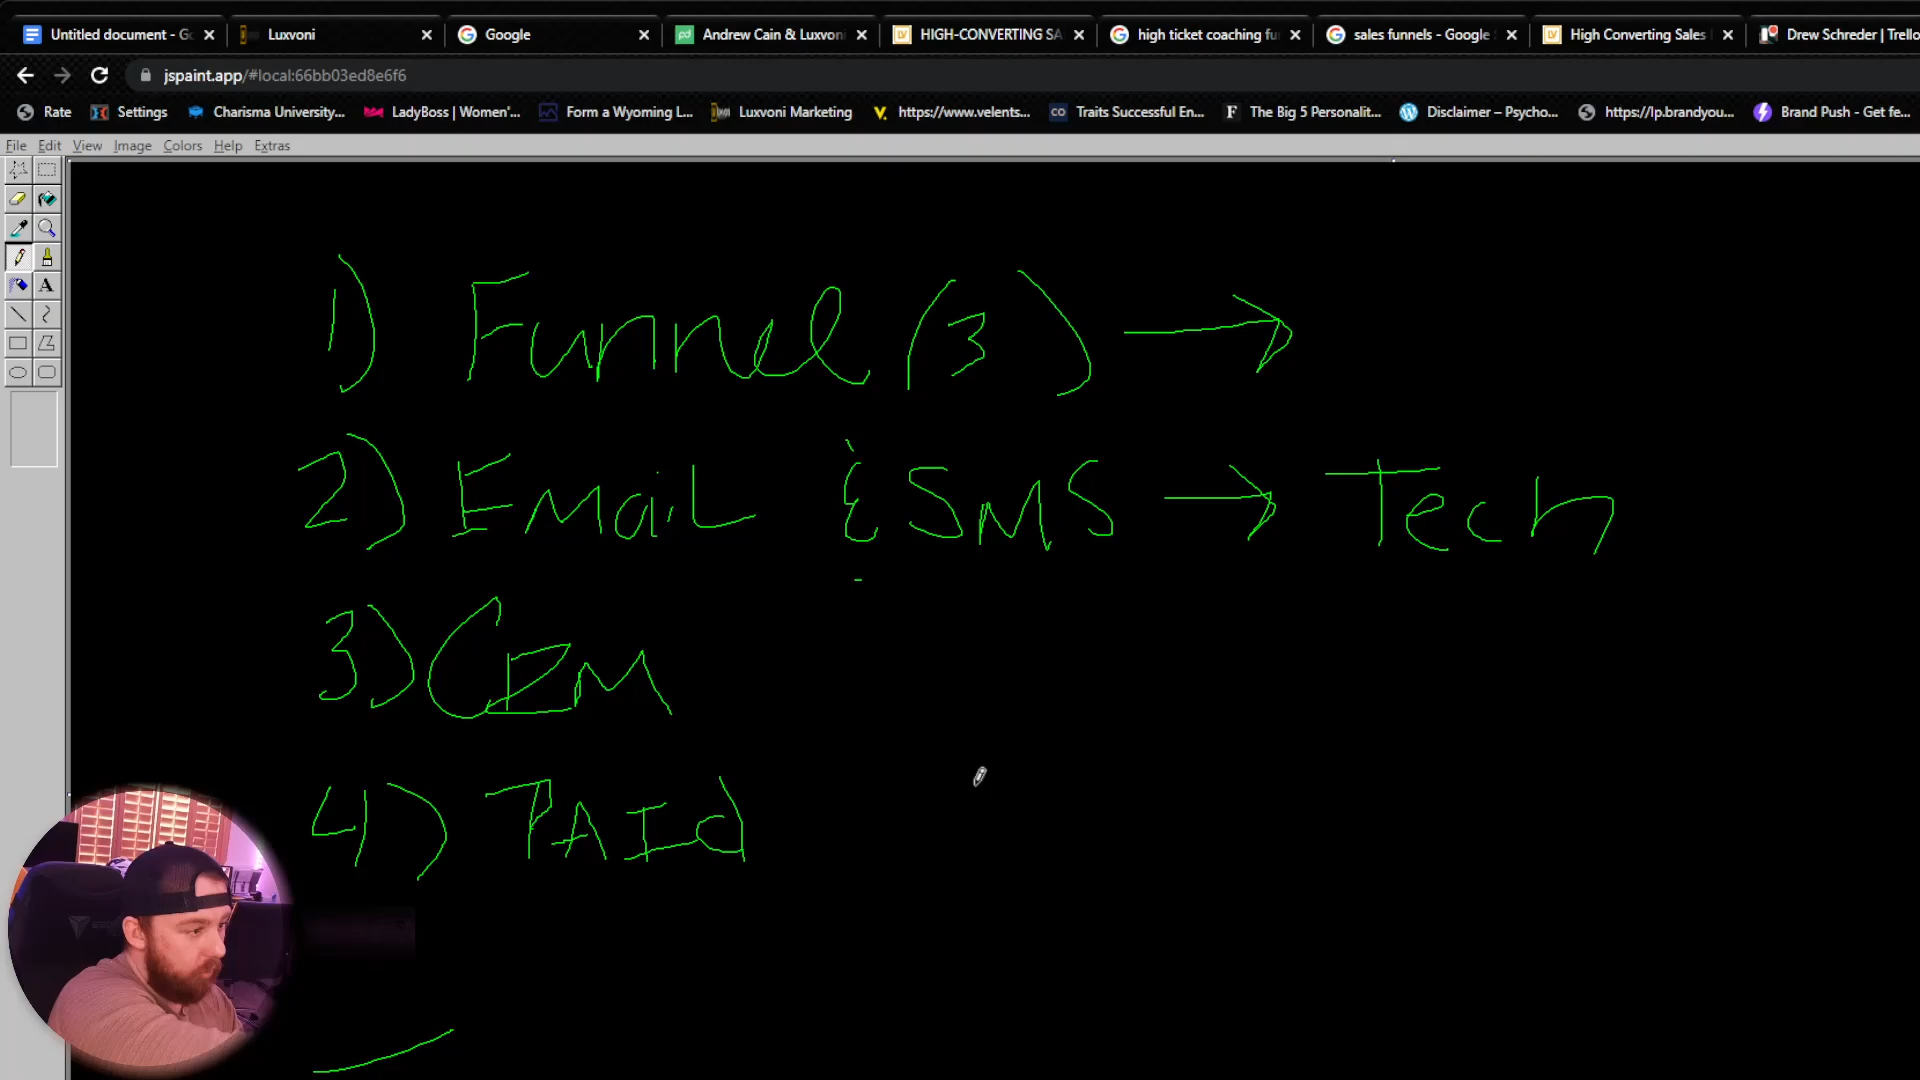 Untitled document - Go
Luxvoni
Google
Andrew Cain & Luxvoni
HIGH-CONVERTING SA
high ticket coaching fu
sales funnels - Google
High Converting Sales
Drew Schreder | Trello
jspaint.app/#local:66bb03ed8e6f6
Rate
Settings
Charisma University...
LadyBoss | Women'...
Form a Wyoming L...
Luxvoni Marketing
https://www.velents...
Traits Successful En...
The Big 5 Personalit...
Disclaimer – Psycho...
https://lp.brandyou...
Brand Push - Get fe...
File Edit View Image Colors Help Extras
1) Funnel (3) →
2) Email & SMS → Tech
3) CRM
4) PAId